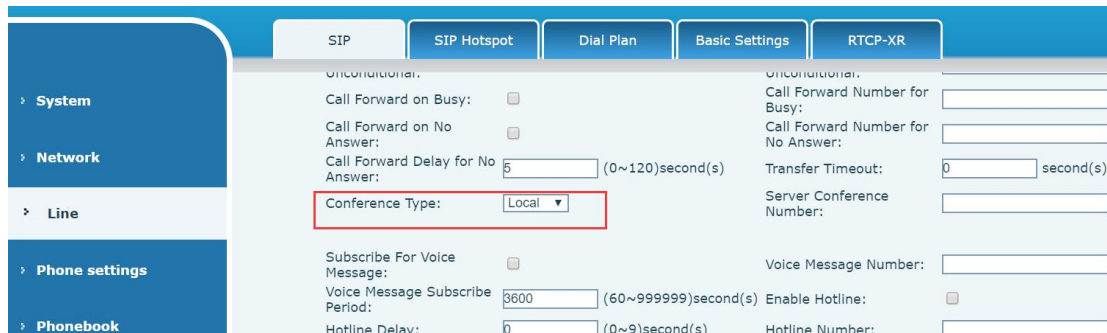 SIP
SIP Hotspot
Dial Plan
Basic Settings
RTCP-XR
System
Network
Line
Phone settings
Phonebook
Unconditional:
Unconditional:
Call Forward on Busy:
Call Forward Number for
Busy:
Call Forward on No
Answer:
Call Forward Number for
No Answer:
Call Forward Delay for No
Answer:
5
(0~120)second(s)
Transfer Timeout:
0
second(s)
Conference Type:
Local
Server Conference
Number:
Subscribe For Voice
Message:
Voice Message Number:
Voice Message Subscribe
Period:
3600
(60~999999)second(s)
Enable Hotline:
Hotline Delay:
0
(0~9)second(s)
Hotline Number: